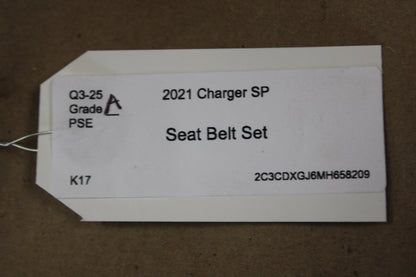 Q3-25
Grade A
PSE
2021 Charger SP
Seat Belt Set
K17
2C3CDXGJ6MH658209